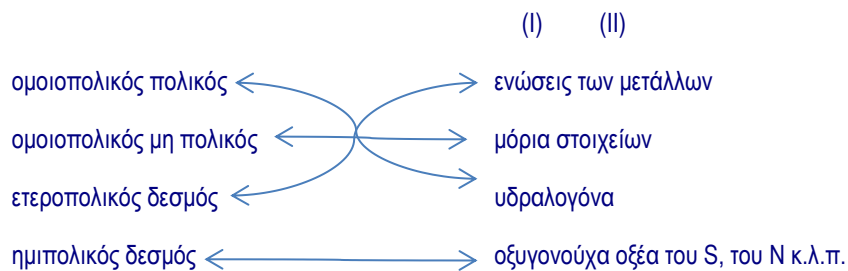 (I) (II)
ομοιοπολικός πολικός ενώσεις των μετάλλων
ομοιοπολικός μη πολικός μόρια στοιχείων
ετεροπολικός δεσμός υδραλογόνα
ημιπολικός δεσμός οξυγονούχα οξέα του S, του N κ.λ.π.